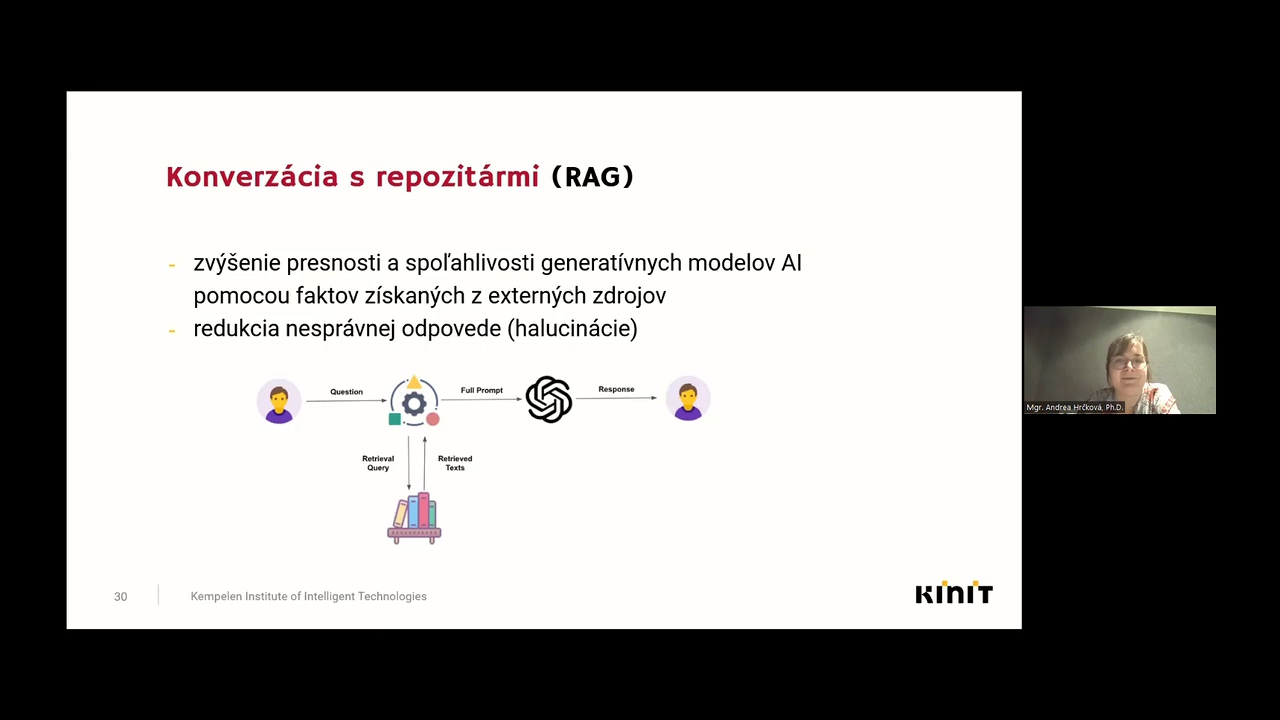 Konverzácia s repozitármi (RAG)
- zvýšenie presnosti a spoľahlivosti generatívnych modelov AI
pomocou faktov získaných z externých zdrojov
- redukcia nesprávnej odpovede (halucinácie)
Question
Full Prompt
Response
Retrieval
Query
Retrieved
Texts
30
Kempelen Institute of Intelligent Technologies
KInIT
Mgr. Andrea Hrčková, Ph.D.